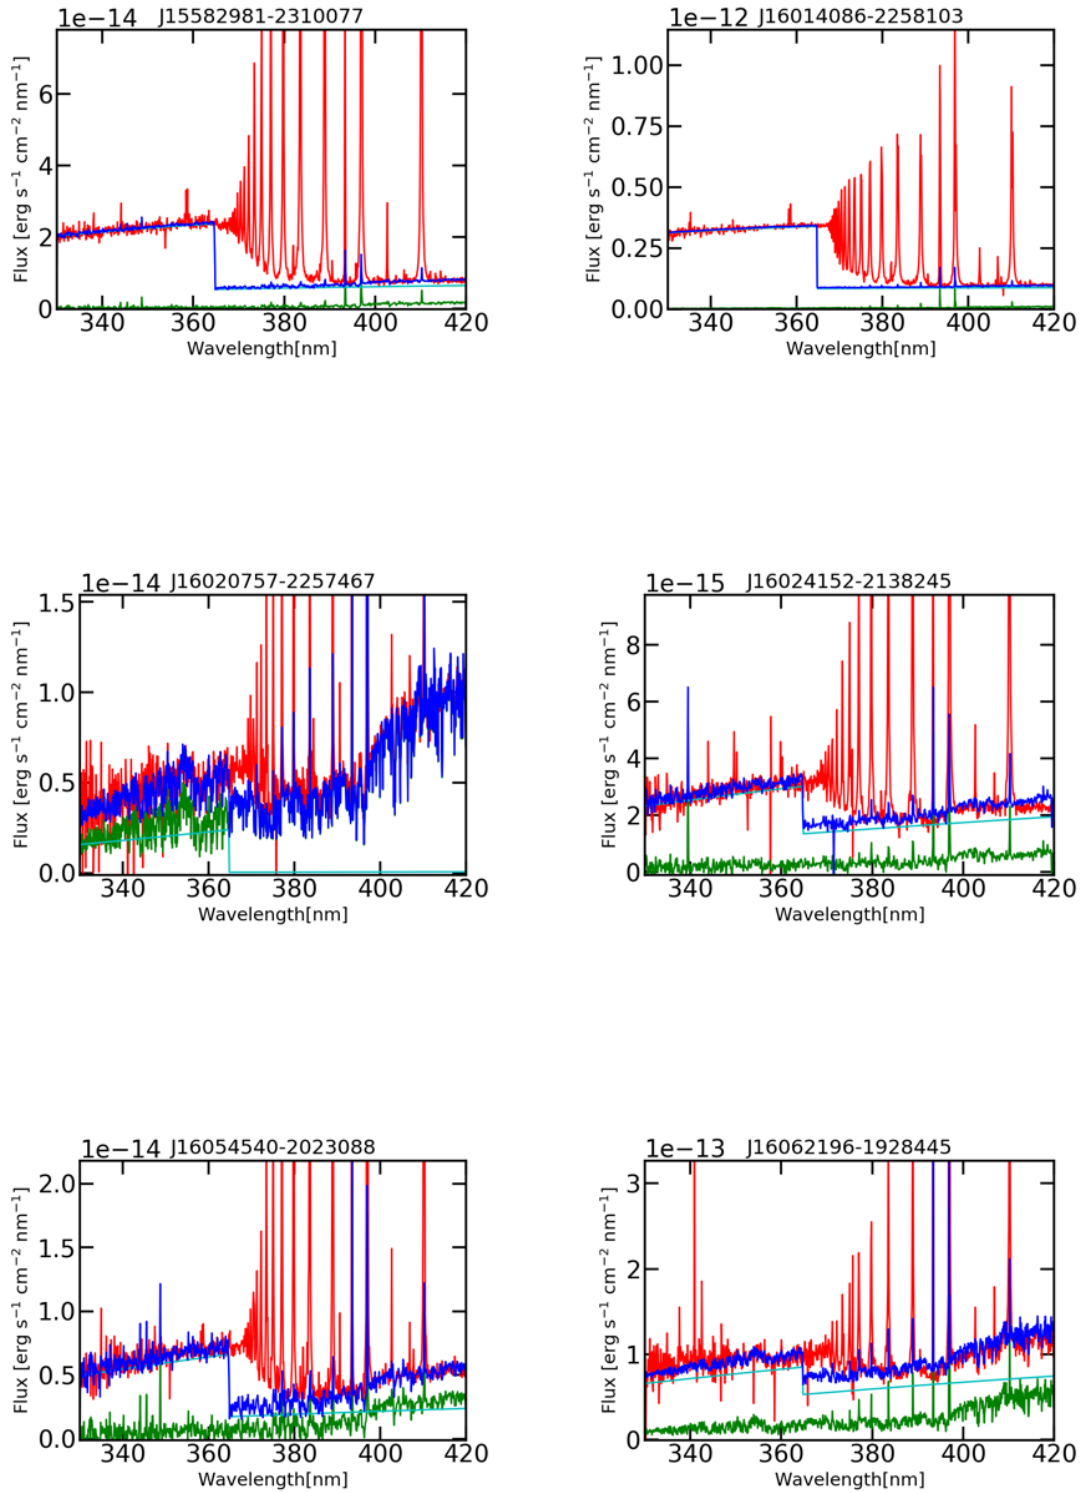 1e−14 J15582981-2310077
Flux [erg s⁻¹ cm⁻² nm⁻¹]
6
4
2
0
340 360 380 400 420
Wavelength[nm]
1e−12 J16014086-2258103
Flux [erg s⁻¹ cm⁻² nm⁻¹]
1.00
0.75
0.50
0.25
0.00
340 360 380 400 420
Wavelength[nm]
1e−14 J16020757-2257467
Flux [erg s⁻¹ cm⁻² nm⁻¹]
1.5
1.0
0.5
0.0
340 360 380 400 420
Wavelength[nm]
1e−15 J16024152-2138245
Flux [erg s⁻¹ cm⁻² nm⁻¹]
8
6
4
2
0
340 360 380 400 420
Wavelength[nm]
1e−14 J16054540-2023088
Flux [erg s⁻¹ cm⁻² nm⁻¹]
2.0
1.5
1.0
0.5
0.0
340 360 380 400 420
Wavelength[nm]
1e−13 J16062196-1928445
Flux [erg s⁻¹ cm⁻² nm⁻¹]
3
2
1
0
340 360 380 400 420
Wavelength[nm]